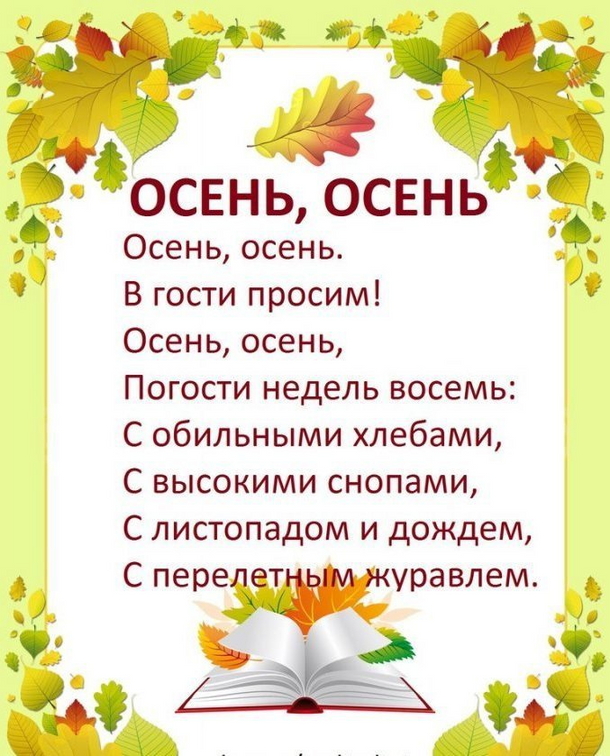 ОСЕНЬ, ОСЕНЬ
Осень, осень.
В гости просим!
Осень, осень,
Погости недель восемь:
С обильными хлебами,
С высокими снопами,
С листопадом и дождем,
С перелетным журавлем.